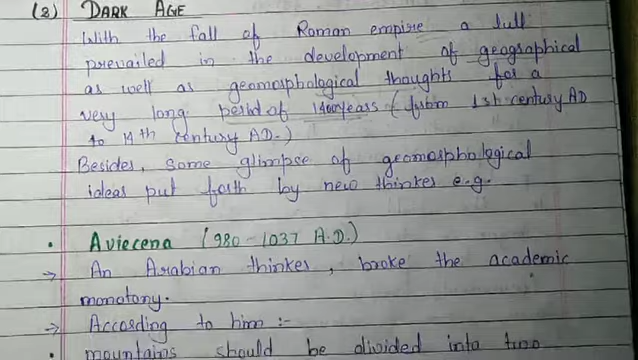 (2) DARK AGE
With the fall of Roman empire a lull
prevailed in the development of geographical
as well as geomorphological thoughts for a
very long period of 1400years (from 1st century AD
to 14th century AD.)
Besides, some glimpse of geomorphological
ideas put forth by new thinker e.g.
• Aviecena (980-1037 A.D.)
→ An Arabian thinker, broke the academic
monotony.
→ According to him :-
• mountains should be divided into two